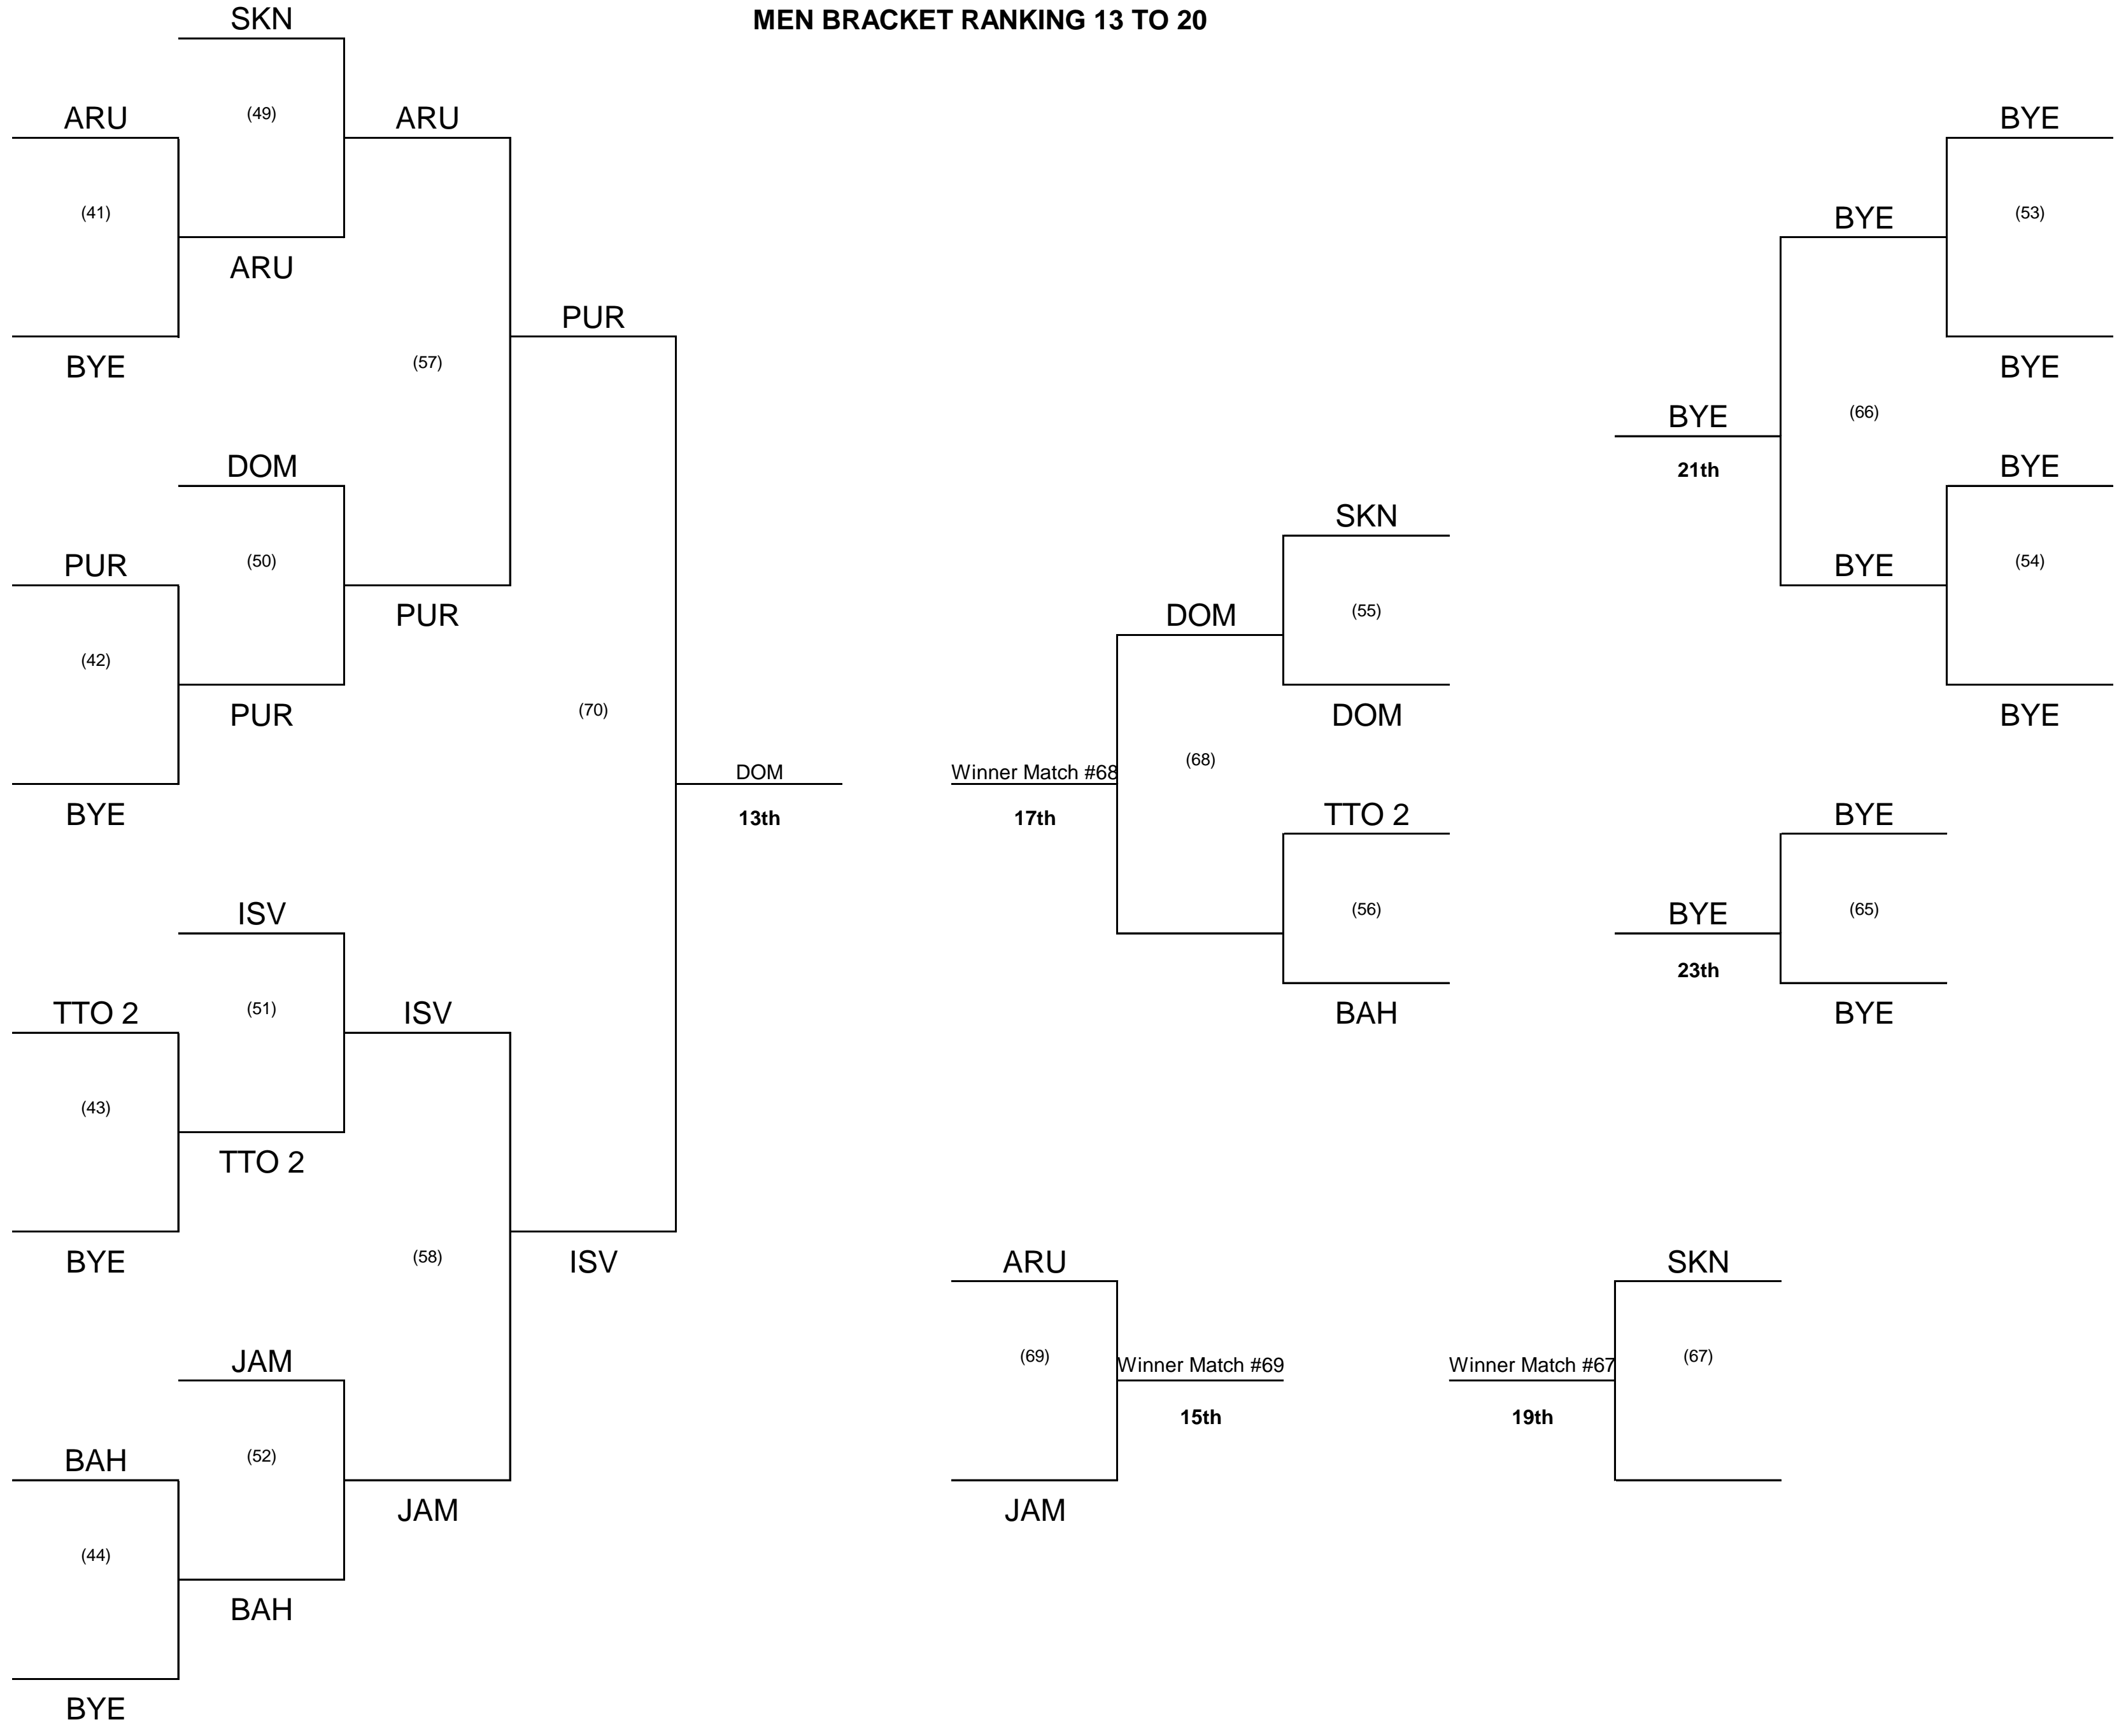 SKN
MEN BRACKET RANKING 13 TO 20
ARU
(49)
ARU
BYE
(41)
BYE
(53)
ARU
PUR
BYE
(57)
BYE
BYE
(66)
DOM
21th
BYE
SKN
PUR
(50)
BYE
(54)
PUR
DOM
(55)
(42)
PUR
(70)
DOM
BYE
(68)
DOM
Winner Match #68
BYE
13th
17th
TTO 2
BYE
ISV
(56)
BYE
(65)
23th
TTO 2
(51)
ISV
BAH
BYE
(43)
TTO 2
BYE
(58)
ISV
ARU
SKN
JAM
(69)
Winner Match #69
Winner Match #67
(67)
15th
19th
BAH
(52)
JAM
JAM
(44)
BAH
BYE